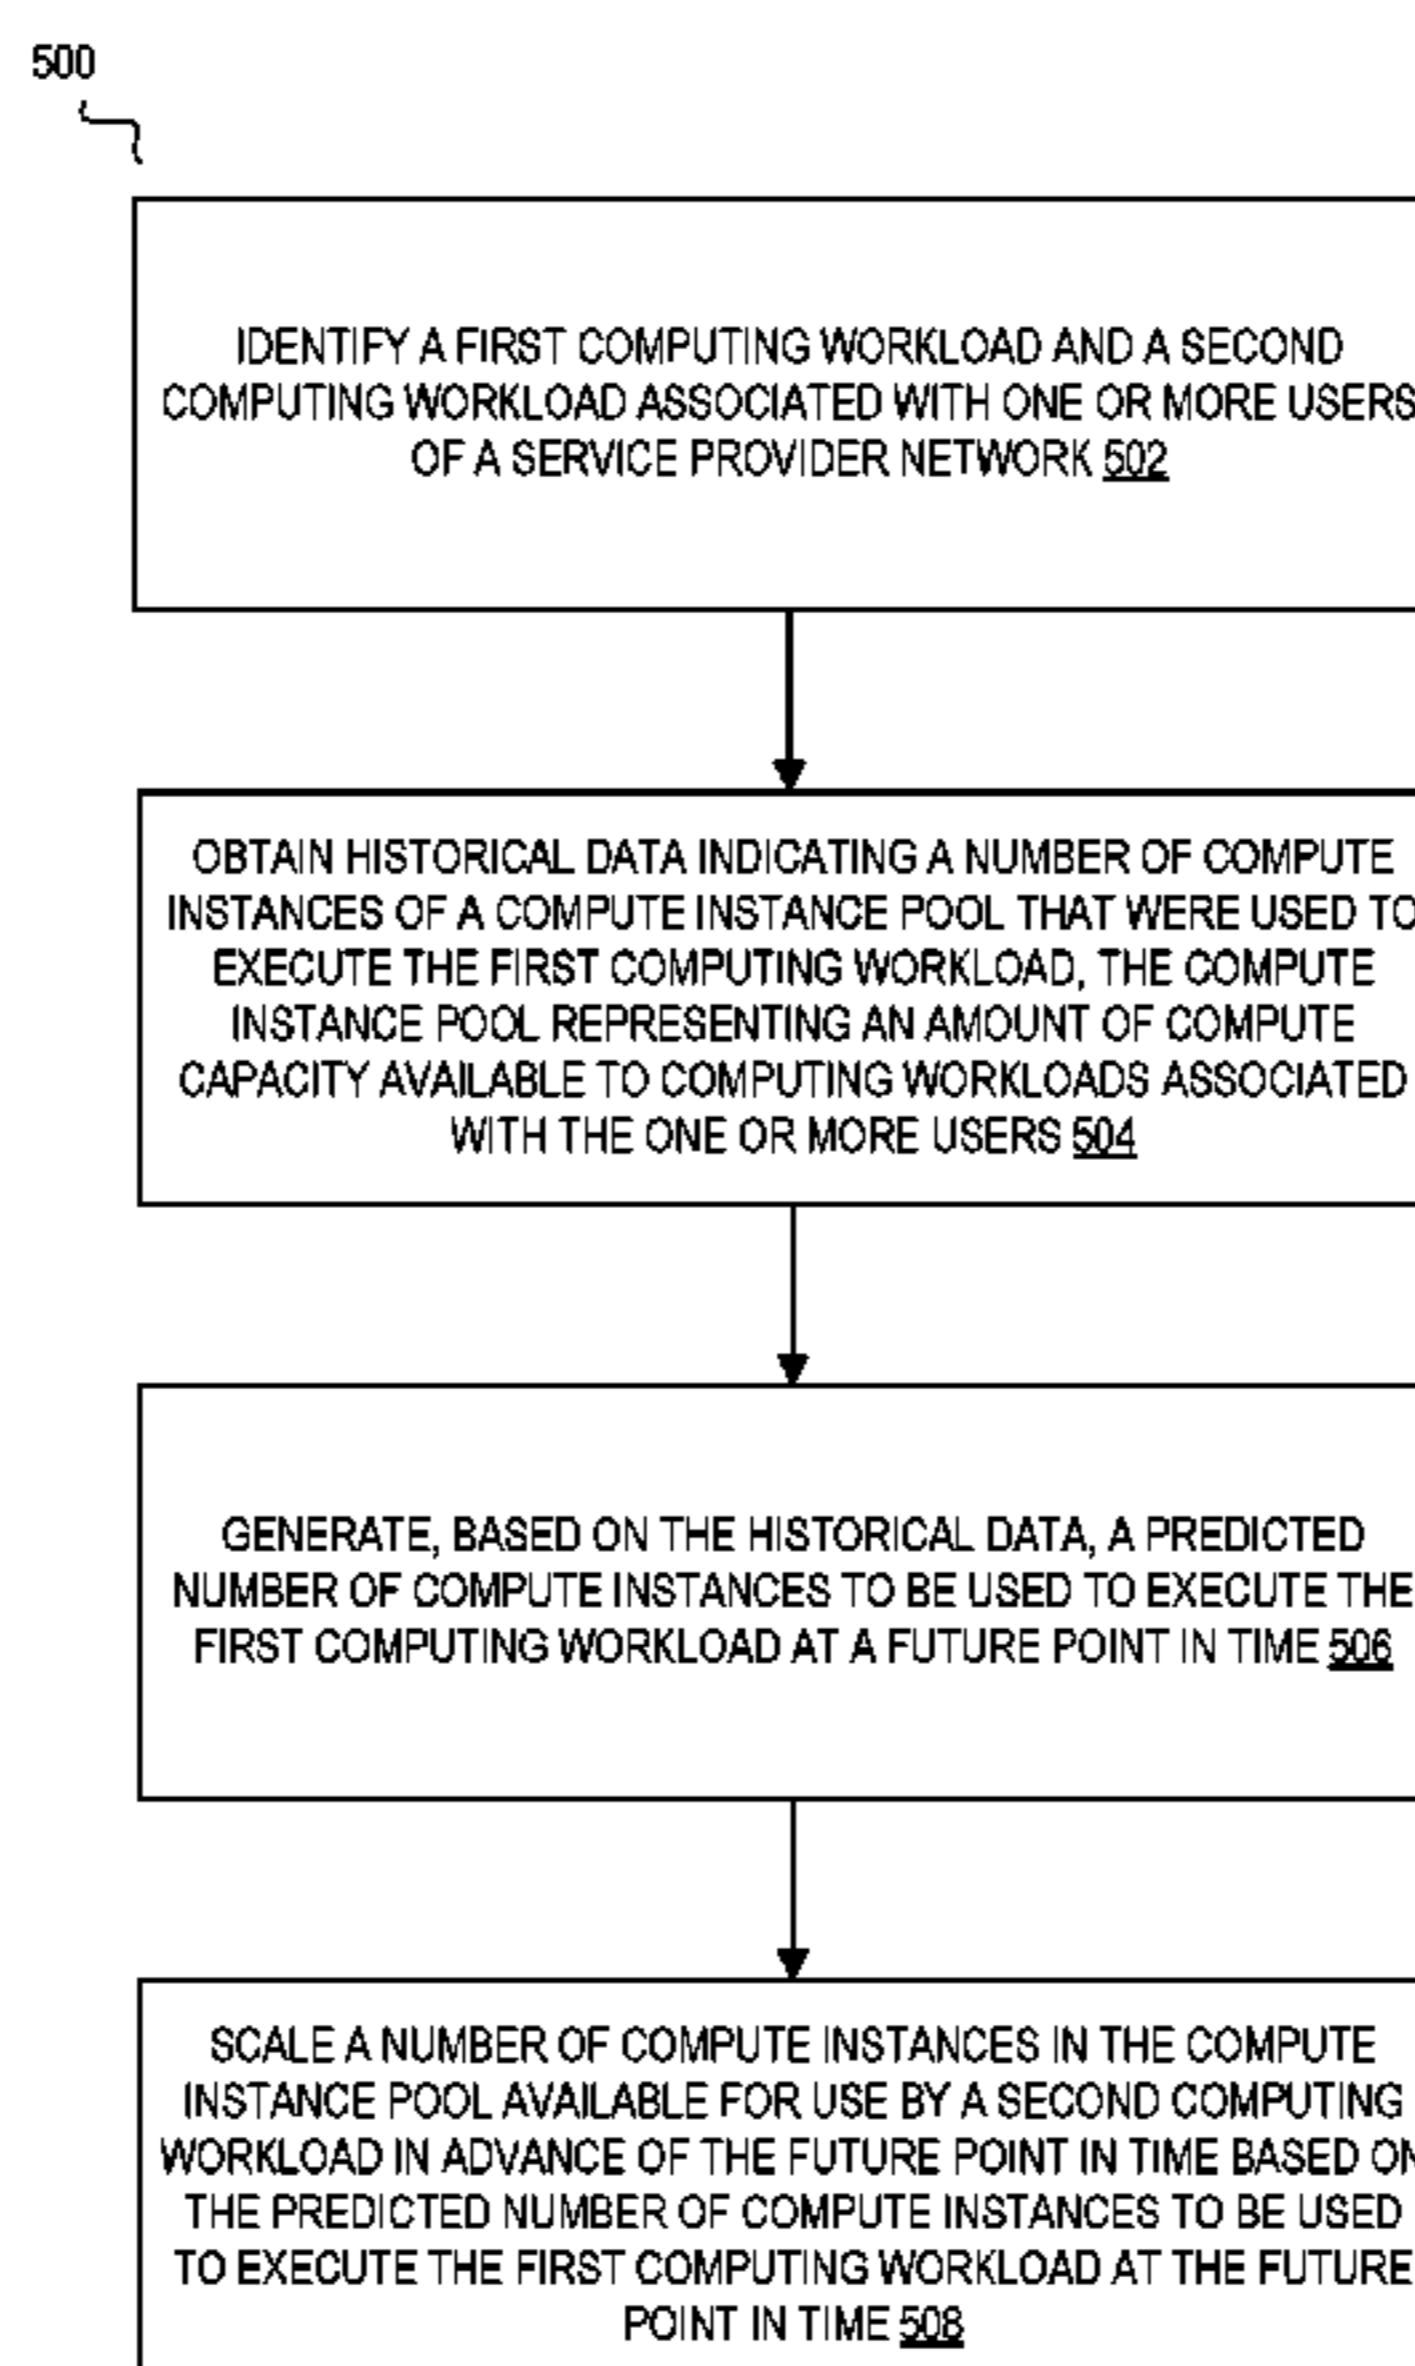 500
IDENTIFY A FIRST COMPUTING WORKLOAD AND A SECOND
COMPUTING WORKLOAD ASSOCIATED WITH ONE OR MORE USERS
OF A SERVICE PROVIDER NETWORK 502
OBTAIN HISTORICAL DATA INDICATING A NUMBER OF COMPUTE
INSTANCES OF A COMPUTE INSTANCE POOL THAT WERE USED TO
EXECUTE THE FIRST COMPUTING WORKLOAD, THE COMPUTE
INSTANCE POOL REPRESENTING AN AMOUNT OF COMPUTE
CAPACITY AVAILABLE TO COMPUTING WORKLOADS ASSOCIATED
WITH THE ONE OR MORE USERS 504
GENERATE, BASED ON THE HISTORICAL DATA, A PREDICTED
NUMBER OF COMPUTE INSTANCES TO BE USED TO EXECUTE THE
FIRST COMPUTING WORKLOAD AT A FUTURE POINT IN TIME 506
SCALE A NUMBER OF COMPUTE INSTANCES IN THE COMPUTE
INSTANCE POOL AVAILABLE FOR USE BY A SECOND COMPUTING
WORKLOAD IN ADVANCE OF THE FUTURE POINT IN TIME BASED ON
THE PREDICTED NUMBER OF COMPUTE INSTANCES TO BE USED
TO EXECUTE THE FIRST COMPUTING WORKLOAD AT THE FUTURE
POINT IN TIME 508